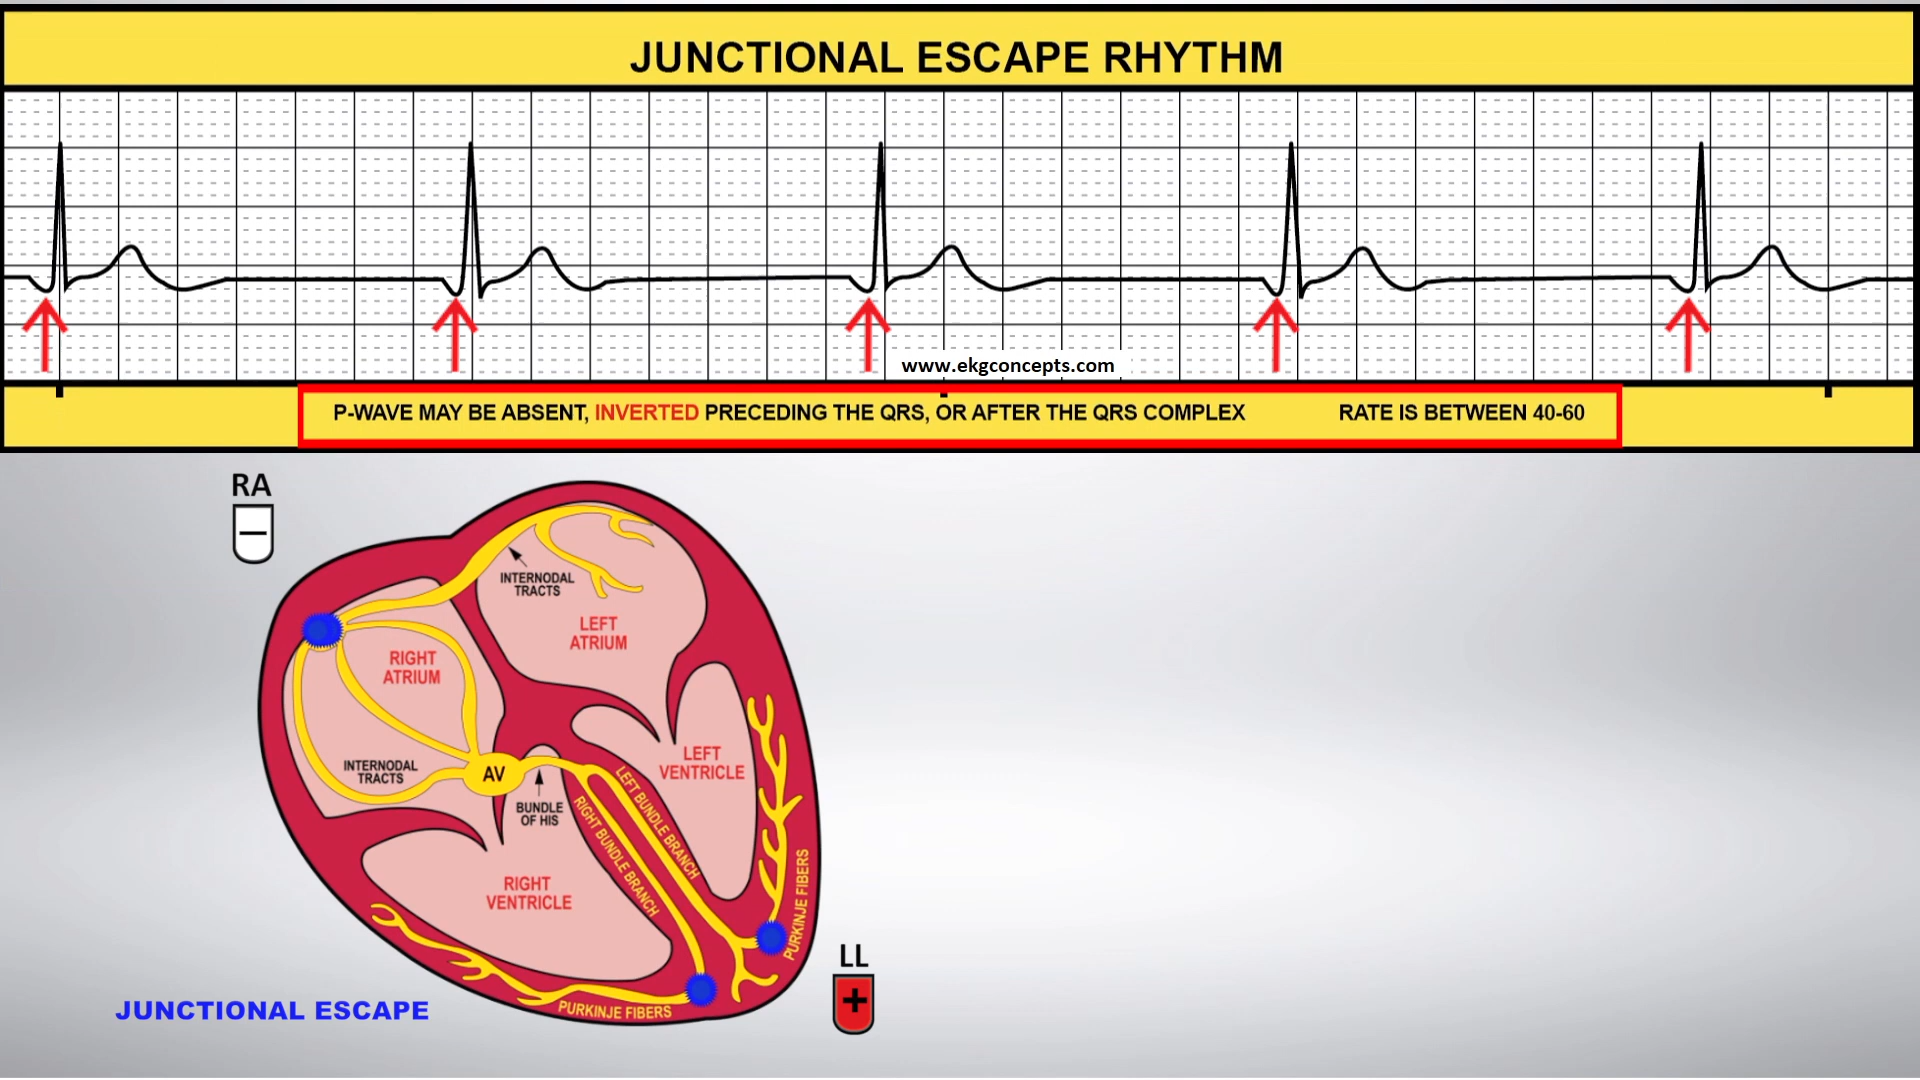 JUNCTIONAL ESCAPE RHYTHM
www.ekgconcepts.com
P-WAVE MAY BE ABSENT, INVERTED PRECEDING THE QRS, OR AFTER THE QRS COMPLEX RATE IS BETWEEN 40-60
RA
−
INTERNODAL
TRACTS
LEFT
ATRIUM
RIGHT
ATRIUM
INTERNODAL
TRACTS
AV
BUNDLE
OF HIS
LEFT
VENTRICLE
LEFT BUNDLE BRANCH
RIGHT BUNDLE BRANCH
RIGHT
VENTRICLE
PURKINJE FIBERS
PURKINJE FIBERS
LL
+
JUNCTIONAL ESCAPE